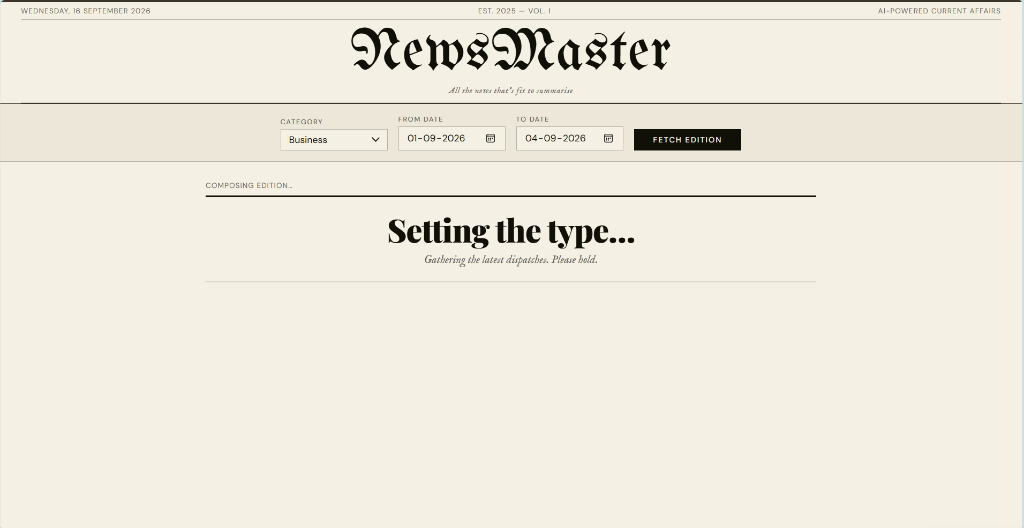 WEDNESDAY, 16 SEPTEMBER 2026
EST. 2025 — VOL. I
AI-POWERED CURRENT AFFAIRS
NewsMaster
All the news that's fit to summarise
CATEGORY
FROM DATE
TO DATE
Business
01-09-2026
04-09-2026
FETCH EDITION
COMPOSING EDITION…
Setting the type…
Gathering the latest dispatches. Please hold.